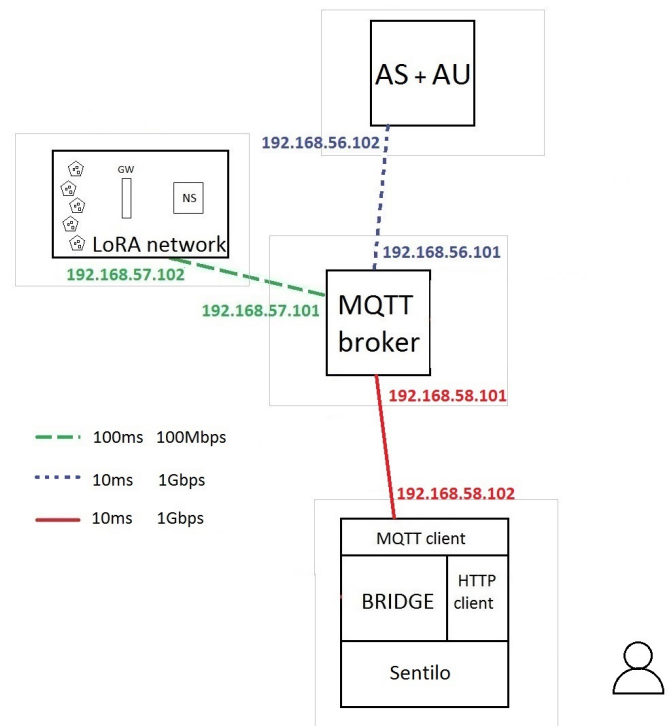 AS + AU
192.168.56.102
GW
NS
LoRA network
192.168.57.102
192.168.56.101
192.168.57.101
MQTT
broker
192.168.58.101
100ms 100Mbps
10ms 1Gbps
10ms 1Gbps
192.168.58.102
MQTT client
BRIDGE
HTTP
client
Sentilo